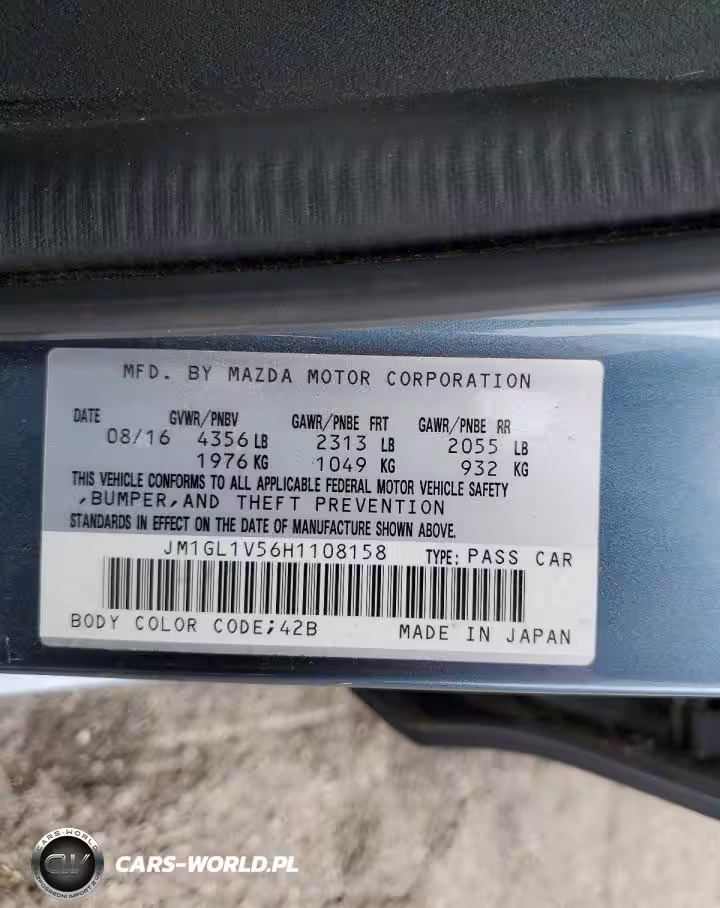 MFD. BY MAZDA MOTOR CORPORATION
DATE GVWR/PNBV GAWR/PNBE FRT GAWR/PNBE RR
08/16 4356 LB 2313 LB 2055 LB
1976 KG 1049 KG 932 KG
THIS VEHICLE CONFORMS TO ALL APPLICABLE FEDERAL MOTOR VEHICLE SAFETY
,BUMPER,AND THEFT PREVENTION
STANDARDS IN EFFECT ON THE DATE OF MANUFACTURE SHOWN ABOVE.
JM1GL1V56H1108158 TYPE: PASS CAR
BODY COLOR CODE;42B MADE IN JAPAN
CARS-WORLD
CW
CARS-WORLD.PL